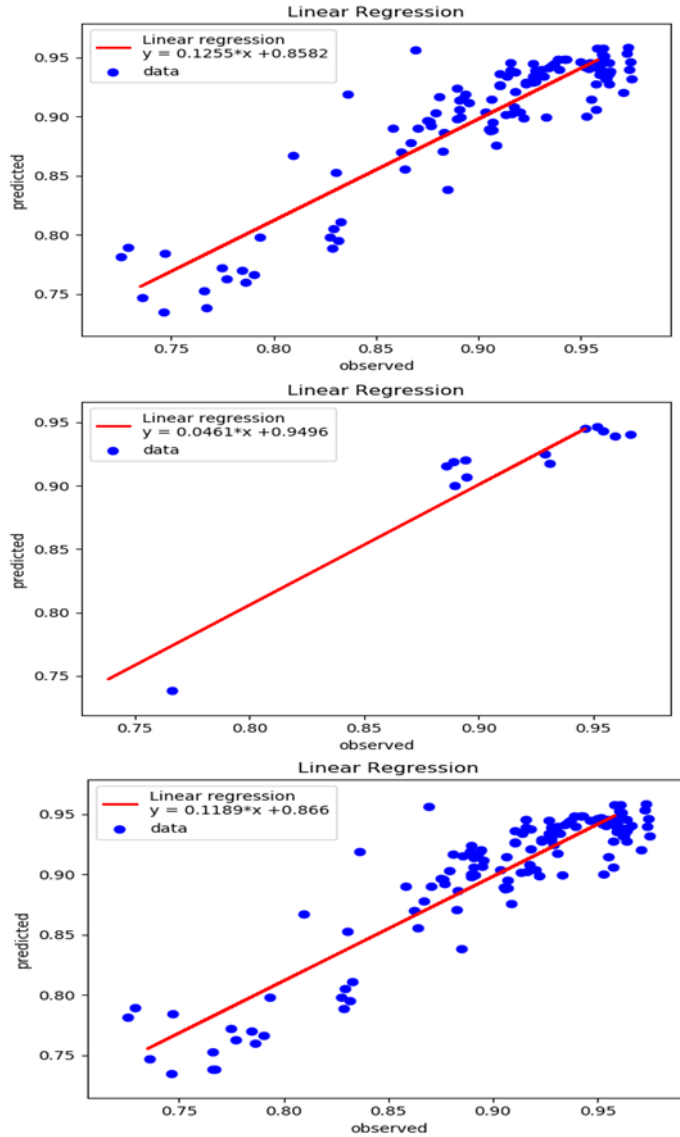 Linear Regression
Linear regression
y = 0.1255*x +0.8582
data
0.95
0.90
0.85
0.80
0.75
predicted
0.75 0.80 0.85 0.90 0.95
observed
Linear Regression
Linear regression
y = 0.0461*x +0.9496
data
0.95
0.90
0.85
0.80
0.75
predicted
0.75 0.80 0.85 0.90 0.95
observed
Linear Regression
Linear regression
y = 0.1189*x +0.866
data
0.95
0.90
0.85
0.80
0.75
predicted
0.75 0.80 0.85 0.90 0.95
observed